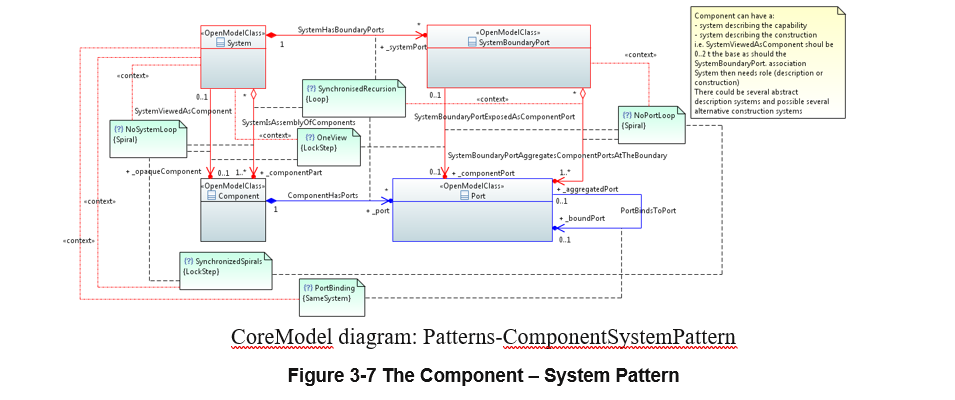 «OpenModelClass»
System
SystemHasBoundaryPorts
1
*
+ _systemPort
«OpenModelClass»
SystemBoundaryPort
Component can have a:
- system describing the capability
- system describing the construction
i.e. SystemViewedAsComponent shoul be
0..2 t the base as should the
SystemBoundaryPort. association
System then needs role (description or
construction)
There could be several abstract
description systems and possible several
alternative construction systems
«context»
«context»
{?} SynchronisedRecursion
{Loop}
0..1
*
0..1
*
«context»
SystemViewedAsComponent
SystemBoundaryPortExposedAsComponentPort
{?} NoPortLoop
{Spiral}
{?} NoSystemLoop
{Spiral}
SystemIsAssemblyOfComponents
«context»
{?} OneView
{LockStep}
SystemBoundaryPortAggregatesComponentPortsAtTheBoundary
+ _opaqueComponent
0..1
1..*
+ _componentPart
0..1
+ _componentPort
1..*
«OpenModelClass»
Component
ComponentHasPorts
1
*
+ _port
«OpenModelClass»
Port
+ _aggregatedPort
0..1
PortBindsToPort
+ _boundPort
0..1
«context»
«context»
{?} SynchronizedSpirals
{LockStep}
{?} PortBinding
{SameSystem}
CoreModel diagram: Patterns-ComponentSystemPattern
Figure 3-7 The Component – System Pattern